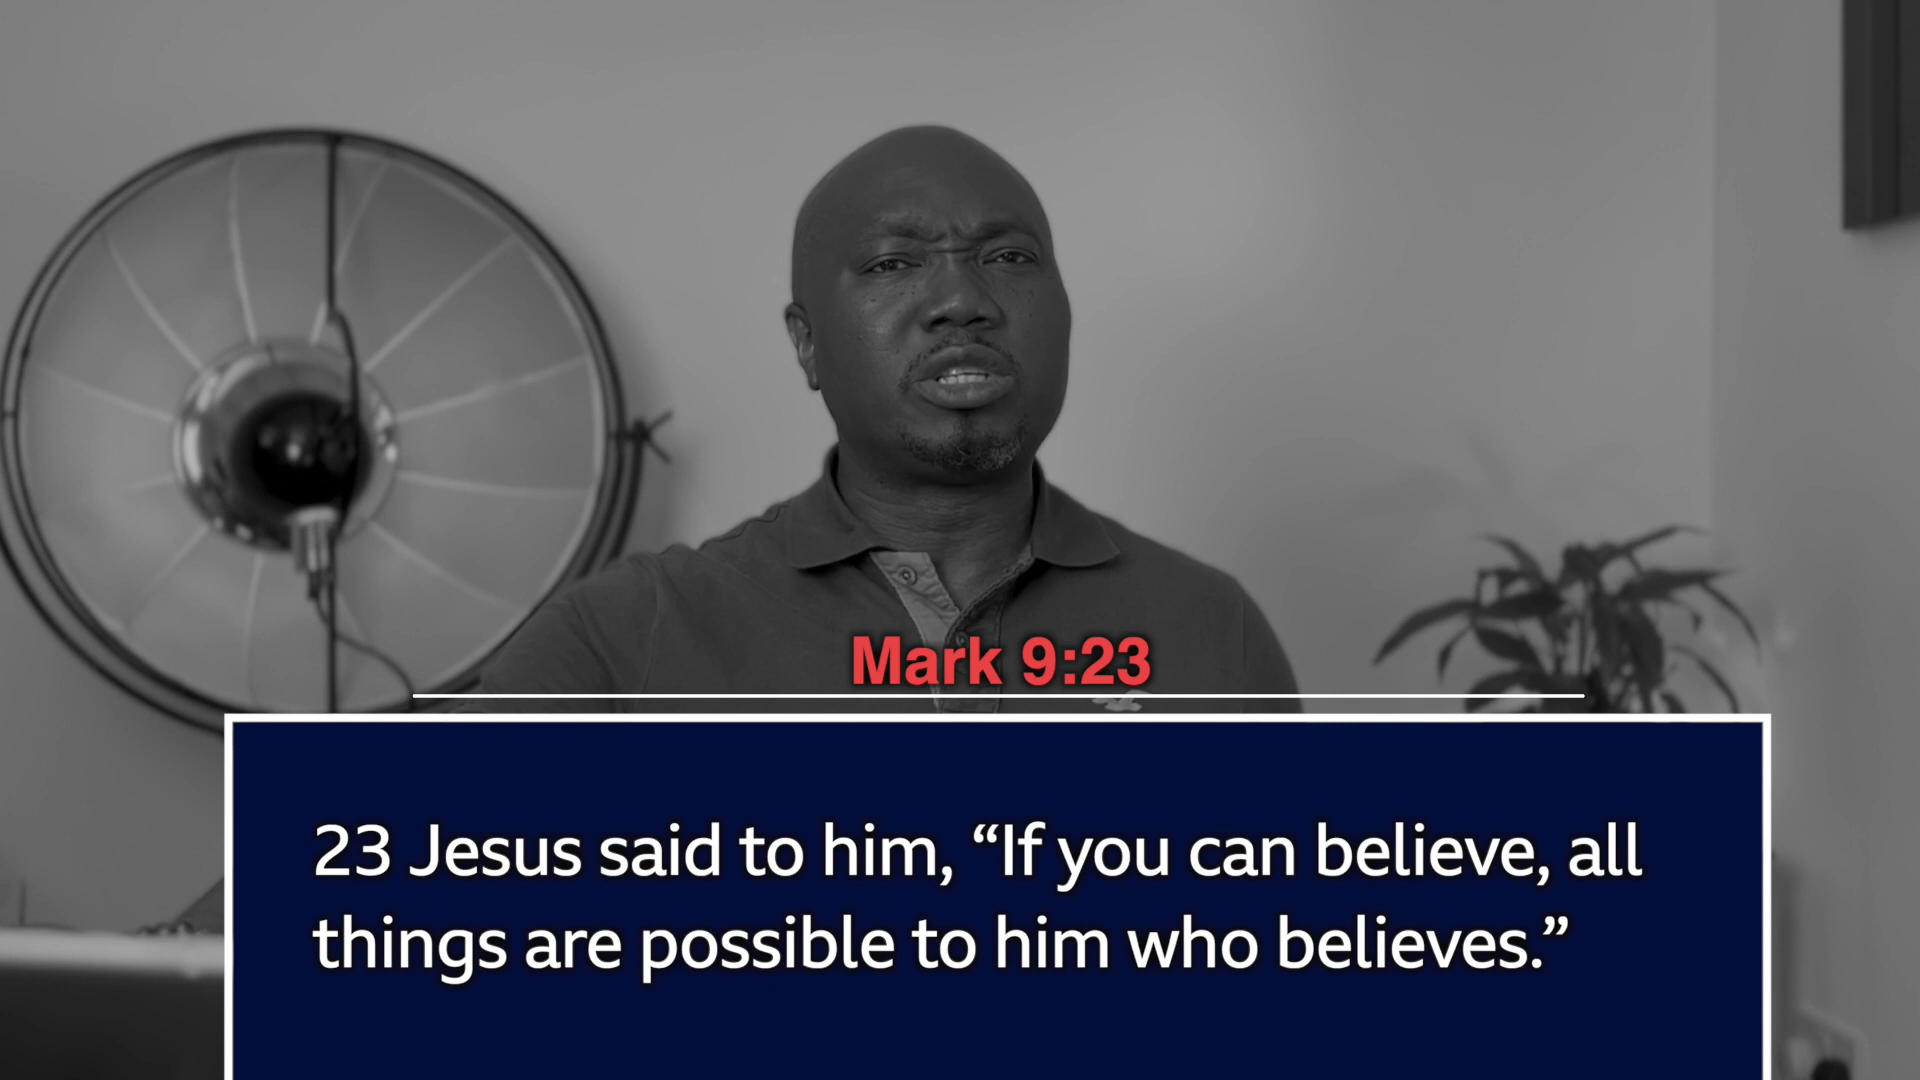 Mark 9:23
23 Jesus said to him, “If you can believe, all
things are possible to him who believes.”